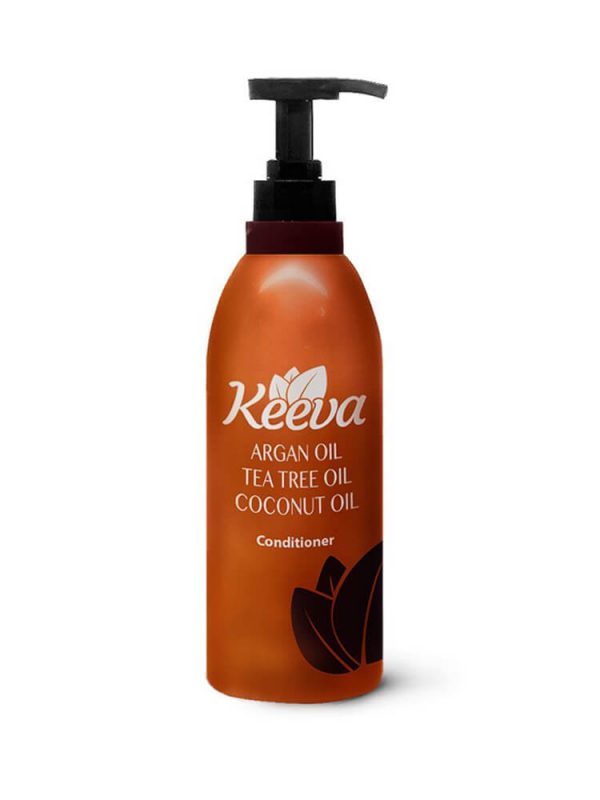 Keeva
ARGAN OIL
TEA TREE OIL
COCONUT OIL
Conditioner